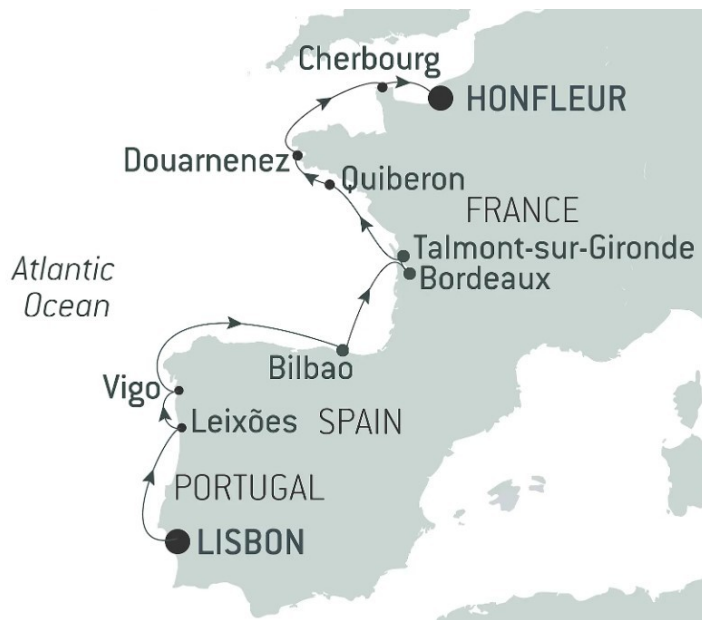 Cherbourg
HONFLEUR
Douarnenez
Quiberon
FRANCE
Talmont-sur-Gironde
Bordeaux
Atlantic
Ocean
Bilbao
Vigo
Leixões
SPAIN
PORTUGAL
LISBON